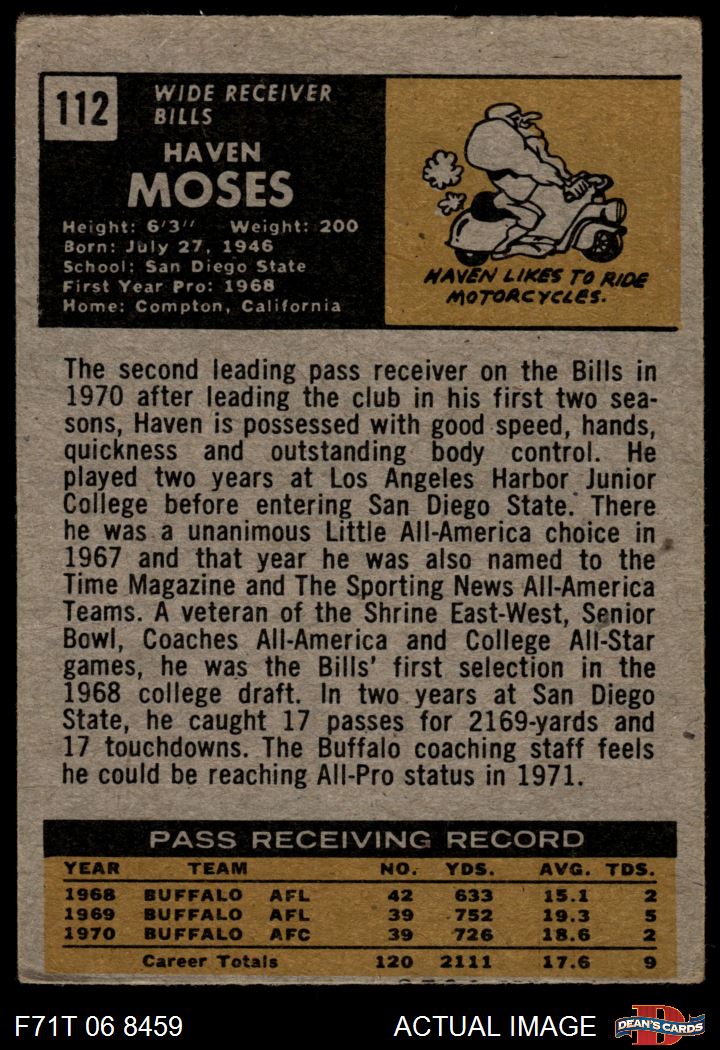 112
WIDE RECEIVER
BILLS
HAVEN
MOSES
Height: 6'3" Weight: 200
Born: July 27, 1946
School: San Diego State
First Year Pro: 1968
Home: Compton, California
HAVEN LIKES TO RIDE
MOTORCYCLES.
The second leading pass receiver on the Bills in
1970 after leading the club in his first two sea-
sons, Haven is possessed with good speed, hands,
quickness and outstanding body control. He
played two years at Los Angeles Harbor Junior
College before entering San Diego State. There
he was a unanimous Little All-America choice in
1967 and that year he was also named to the
Time Magazine and The Sporting News All-America
Teams. A veteran of the Shrine East-West, Senior
Bowl, Coaches All-America and College All-Star
games, he was the Bills' first selection in the
1968 college draft. In two years at San Diego
State, he caught 17 passes for 2169-yards and
17 touchdowns. The Buffalo coaching staff feels
he could be reaching All-Pro status in 1971.
PASS RECEIVING RECORD
YEAR TEAM NO. YDS. AVG. TDS.
1968 BUFFALO AFL 42 633 15.1 2
1969 BUFFALO AFL 39 752 19.3 5
1970 BUFFALO AFC 39 726 18.6 2
Career Totals 120 2111 17.6 9
F71T 06 8459 ACTUAL IMAGE
DEAN'S CARDS